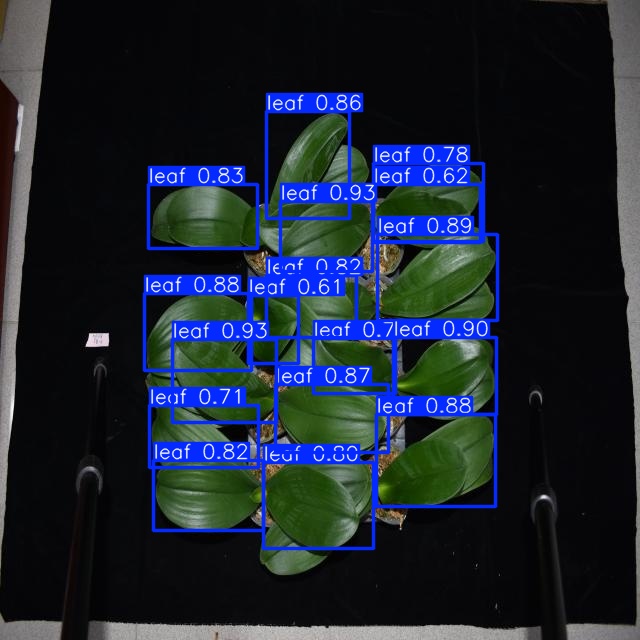 leaf 0.86
leaf 0.78
leaf 0.62
leaf 0.83
leaf 0.93
leaf 0.89
leaf 0.82
leaf 0.88
leaf 0.61
leaf 0.93
leaf 0.7
leaf 0.90
leaf 0.87
leaf 0.71
leaf 0.88
leaf 0.82
leaf 0.80